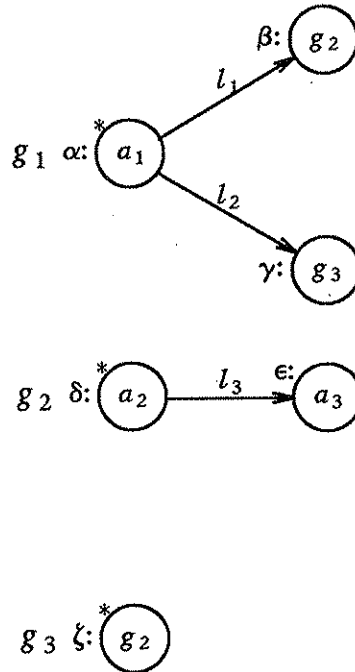 β: g₂
l₁
*
g₁ α: a₁
l₂
γ: g₃
* ϵ:
g₂ δ: a₂ l₃ a₃
*
g₃ ζ: g₂